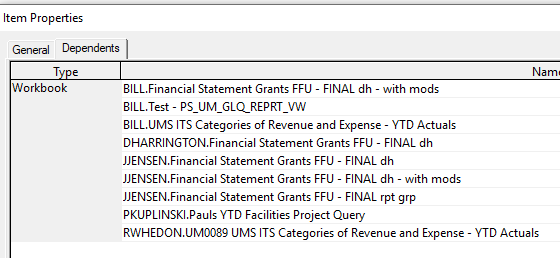 Item Properties
General Dependents
Type Name
Workbook BILL.Financial Statement Grants FFU - FINAL dh - with mods
BILL.Test - PS_UM_GLQ_REPRT_VW
BILL.UMS ITS Categories of Revenue and Expense - YTD Actuals
DHARRINGTON.Financial Statement Grants FFU - FINAL dh
JJENSEN.Financial Statement Grants FFU - FINAL dh
JJENSEN.Financial Statement Grants FFU - FINAL dh - with mods
JJENSEN.Financial Statement Grants FFU - FINAL rpt grp
PKUPLINSKI.Pauls YTD Facilities Project Query
RWHEDON.UM0089 UMS ITS Categories of Revenue and Expense - YTD Actuals